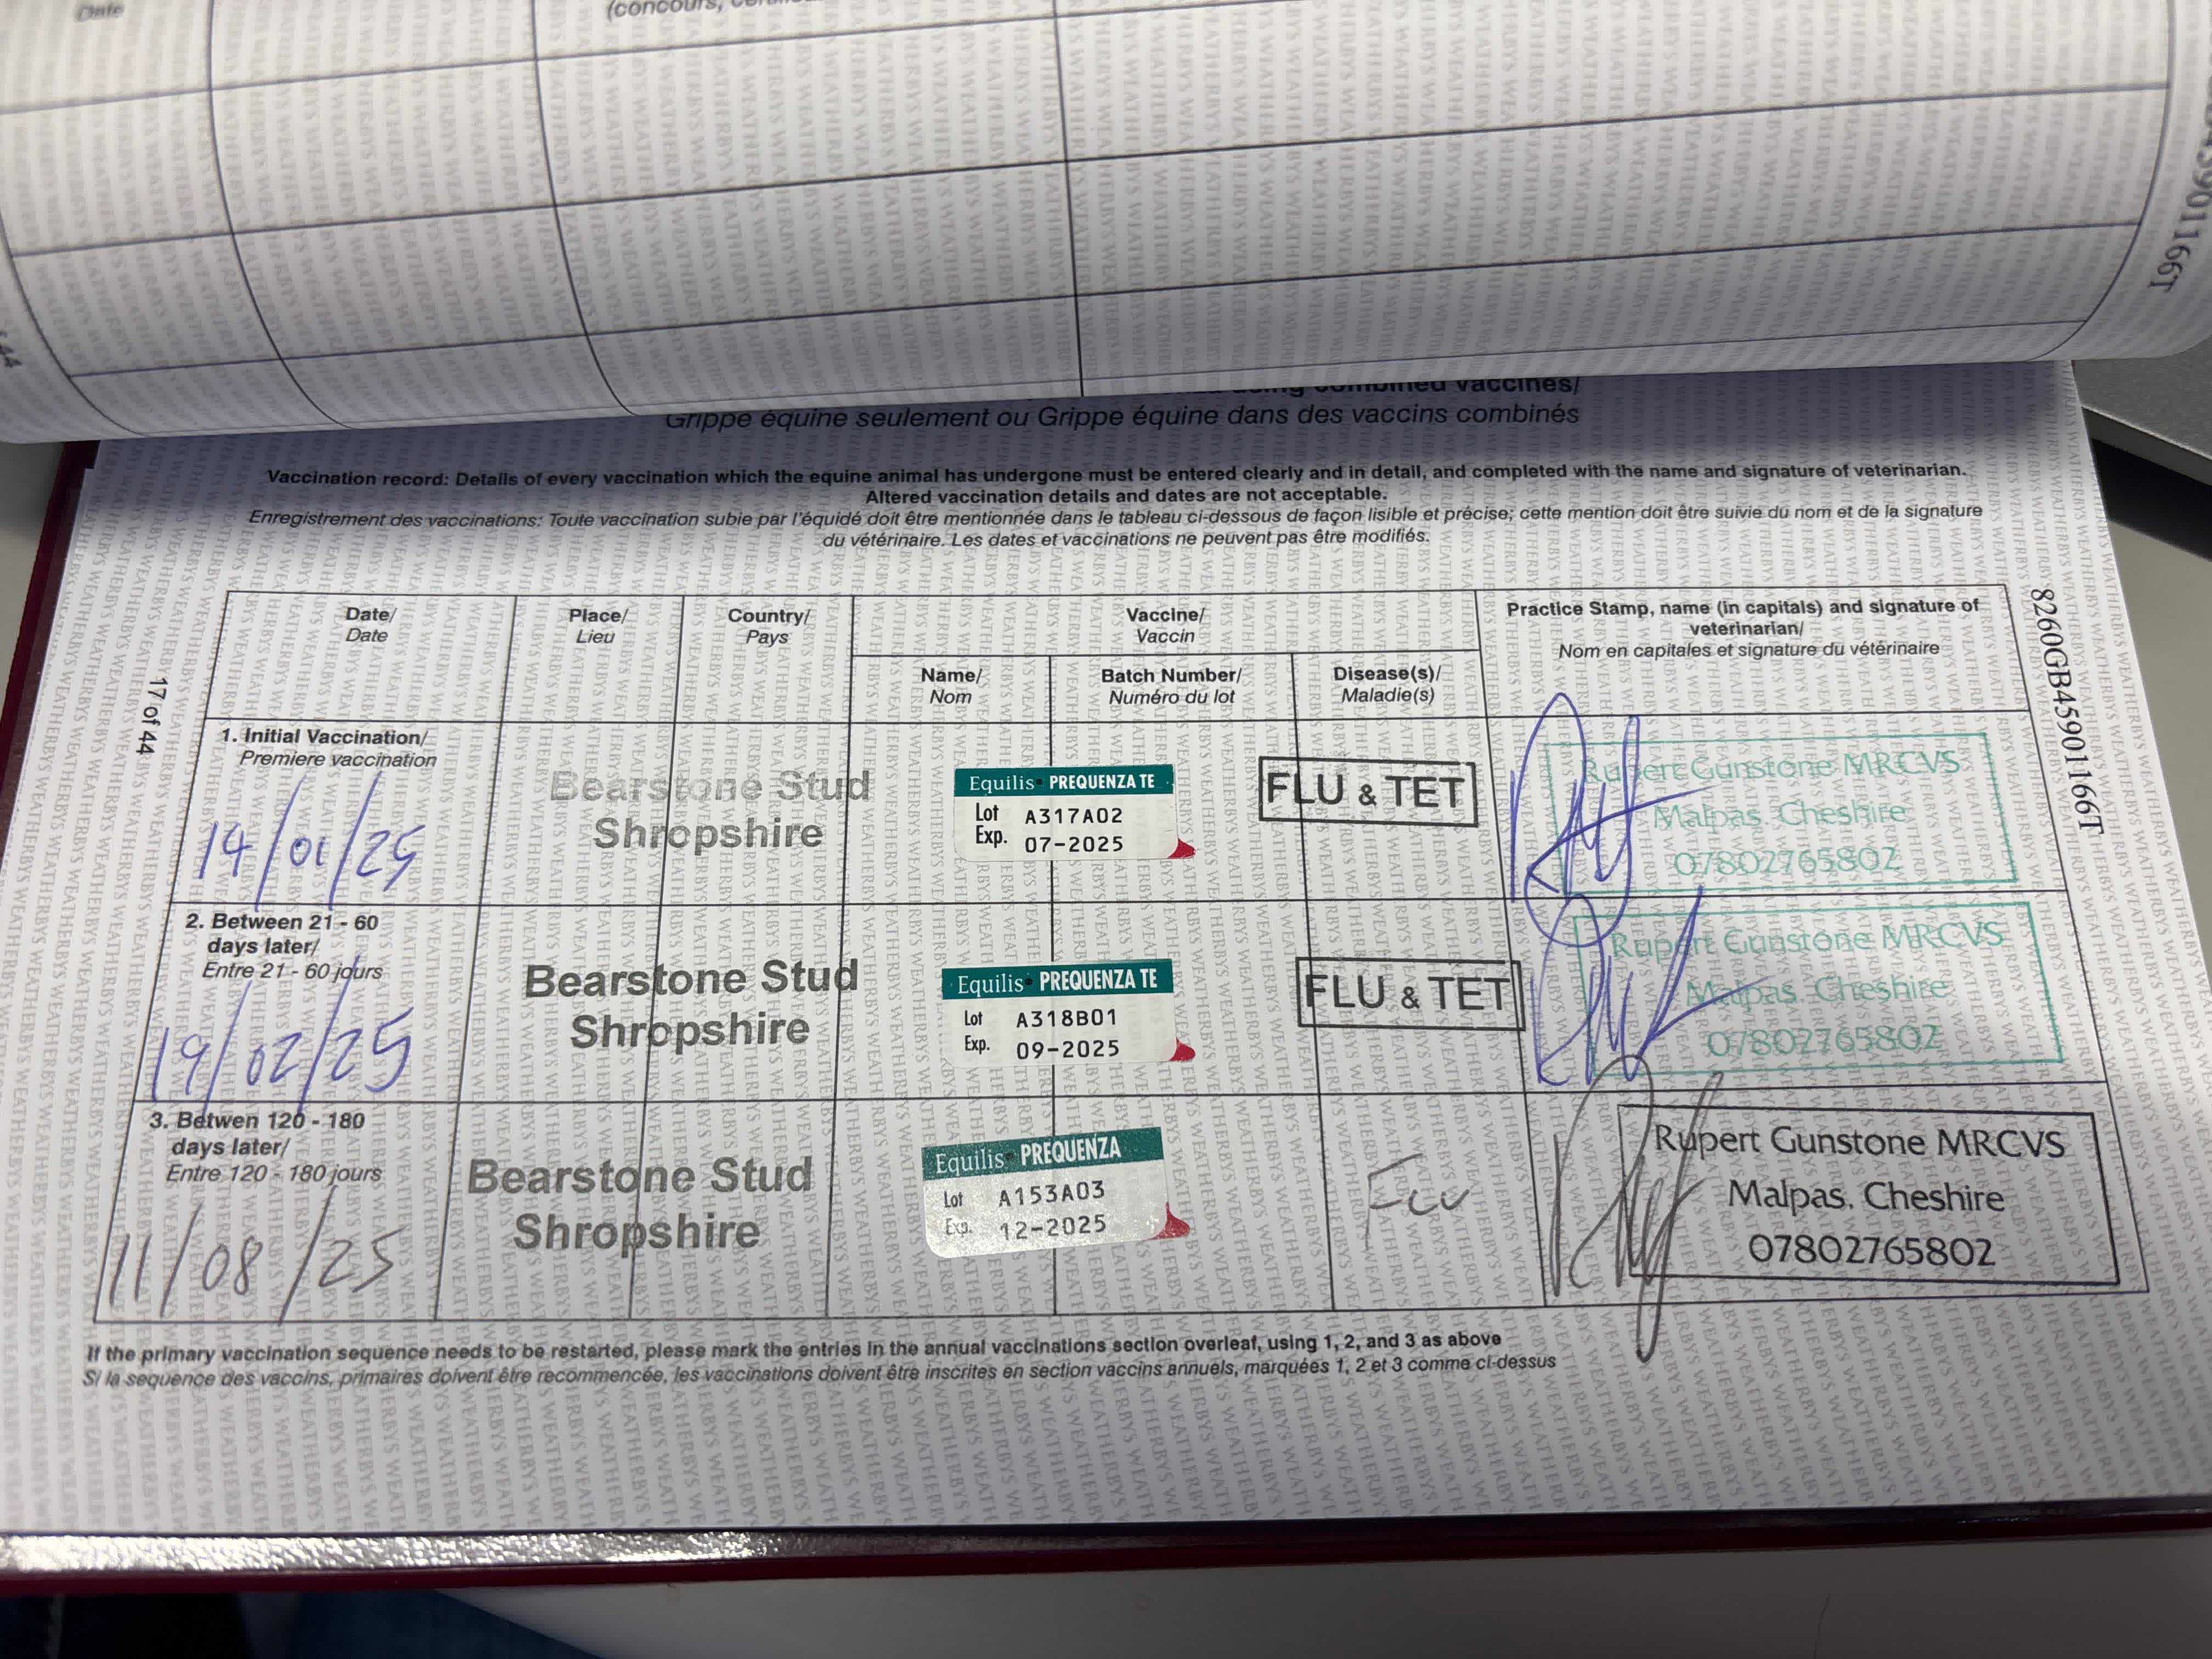 Date
(concours,
44
45901166T
using combined vaccines/
Grippe équine seulement ou Grippe équine dans des vaccins combinés
Vaccination record: Details of every vaccination which the equine animal has undergone must be entered clearly and in detail, and completed with the name and signature of veterinarian.
Altered vaccination details and dates are not acceptable.
Enregistrement des vaccinations: Toute vaccination subie par l'équidé doit être mentionnée dans le tableau ci-dessous de façon lisible et précise; cette mention doit être suivie du nom et de la signature
du vétérinaire. Les dates et vaccinations ne peuvent pas être modifiés.
17 of 44
8260GB45901166T
Date/
Date
Place/
Lieu
Country/
Pays
Vaccine/
Vaccin
Practice Stamp, name (in capitals) and signature of
veterinarian/
Nom en capitales et signature du vétérinaire
Name/
Nom
Batch Number/
Numéro du lot
Disease(s)/
Maladie(s)
1. Initial Vaccination/
Premiere vaccination
14/01/25
Bearstone Stud
Shropshire
Equilis PREQUENZA TE
Lot A317A02
Exp. 07-2025
FLU & TET
Rupert Gunstone MRCVS
Malpas. Cheshire
07802765802
2. Between 21 - 60
days later/
Entre 21 - 60 jours
19/02/25
Bearstone Stud
Shropshire
Equilis PREQUENZA TE
Lot A318B01
Exp. 09-2025
FLU & TET
Rupert Gunstone MRCVS
Malpas. Cheshire
07802765802
3. Betwen 120 - 180
days later/
Entre 120 - 180 jours
11/08/25
Bearstone Stud
Shropshire
Equilis PREQUENZA
Lot A153A03
Exp. 12-2025
FLU
Rupert Gunstone MRCVS
Malpas. Cheshire
07802765802
If the primary vaccination sequence needs to be restarted, please mark the entries in the annual vaccinations section overleaf, using 1, 2, and 3 as above
Si la sequence des vaccins, primaires doivent être recommencée, les vaccinations doivent être inscrites en section vaccins annuels, marquées 1, 2 et 3 comme ci-dessus